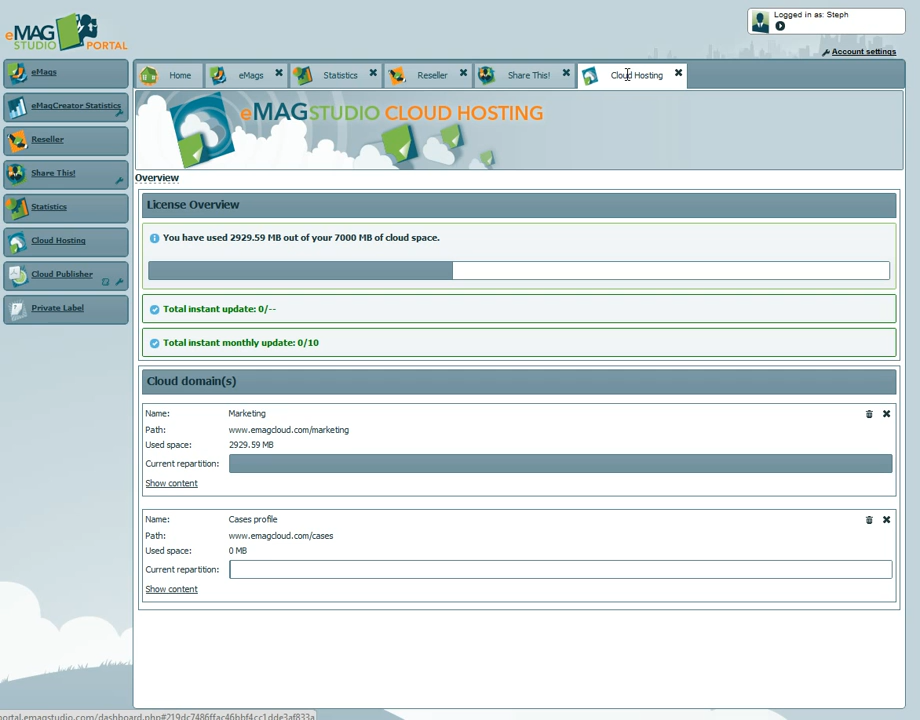 eMAG
STUDIO PORTAL
Logged in as: Steph
Account settings
eMags
eMagCreator Statistics
Reseller
Share This!
Statistics
Cloud Hosting
Cloud Publisher
Private Label
Home eMags Statistics Reseller Share This! Cloud Hosting
eMAGSTUDIO CLOUD HOSTING
Overview
License Overview
You have used 2929.59 MB out of your 7000 MB of cloud space.
Total instant update: 0/--
Total instant monthly update: 0/10
Cloud domain(s)
Name: Marketing
Path: www.emagcloud.com/marketing
Used space: 2929.59 MB
Current repartition:
Show content
Name: Cases profile
Path: www.emagcloud.com/cases
Used space: 0 MB
Current repartition:
Show content